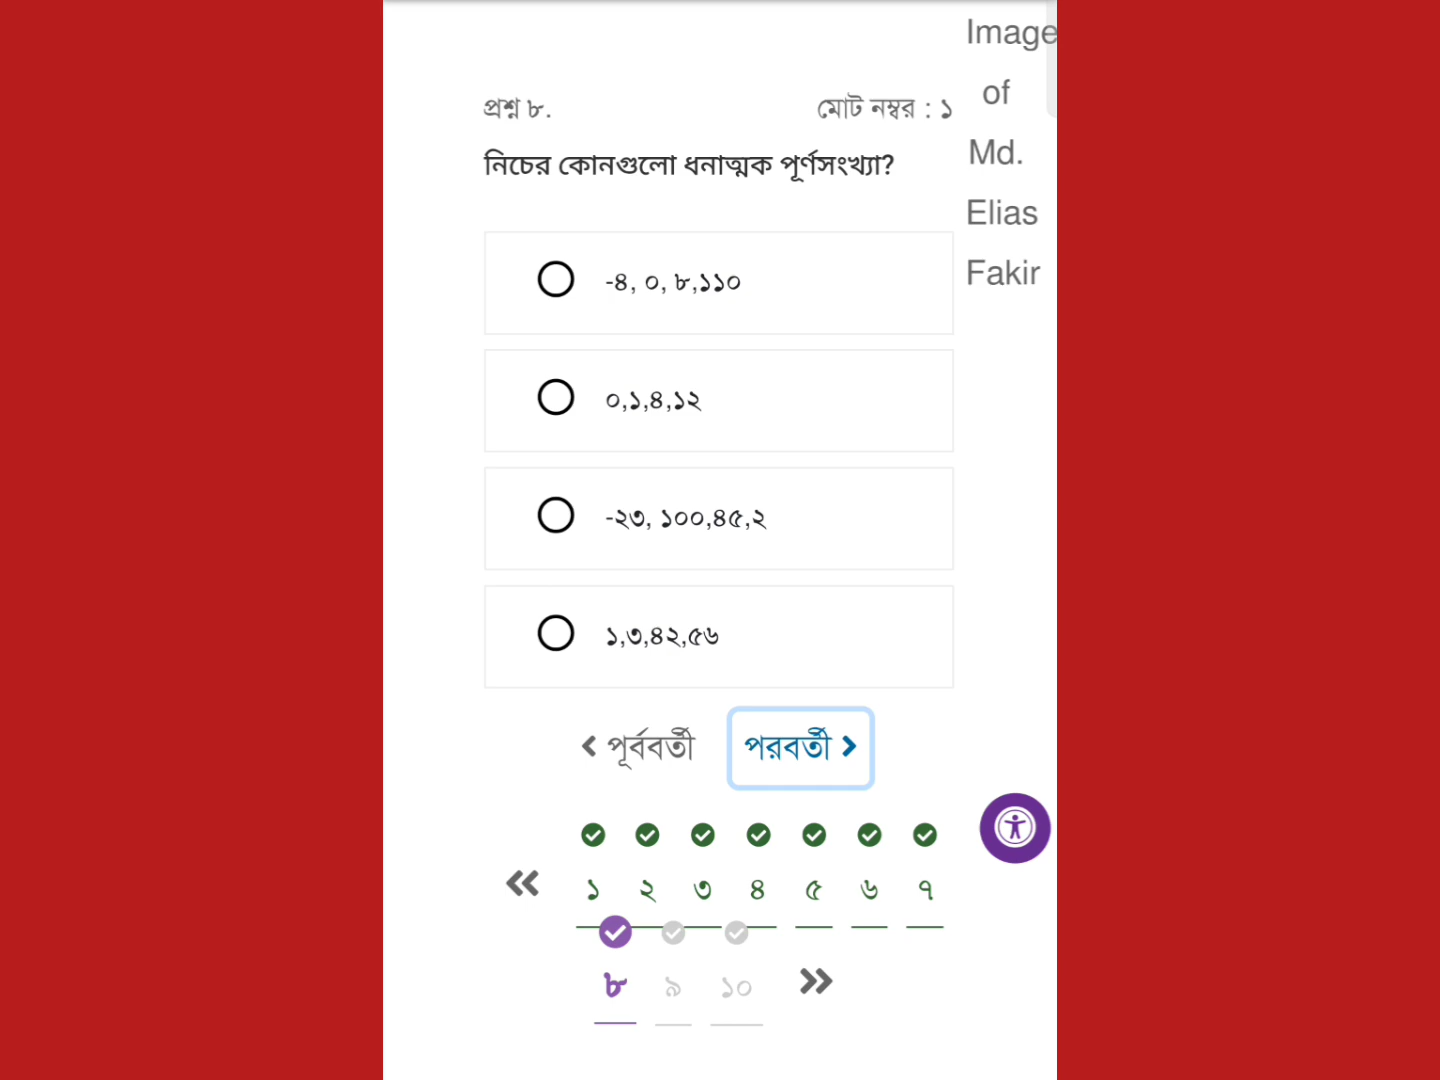 Image
of
Md.
Elias
Fakir
প্রশ্ন ৮.
মোট নম্বর : ১
নিচের কোনগুলো ধনাত্মক পূর্ণসংখ্যা?
-৪, ০, ৮,১১০
০,১,৪,১২
-২৩, ১০০,৪৫,২
১,৩,৪২,৫৬
পূর্ববর্তী
পরবর্তী
১ ২ ৩ ৪ ৫ ৬ ৭
৮ ৯ ১০